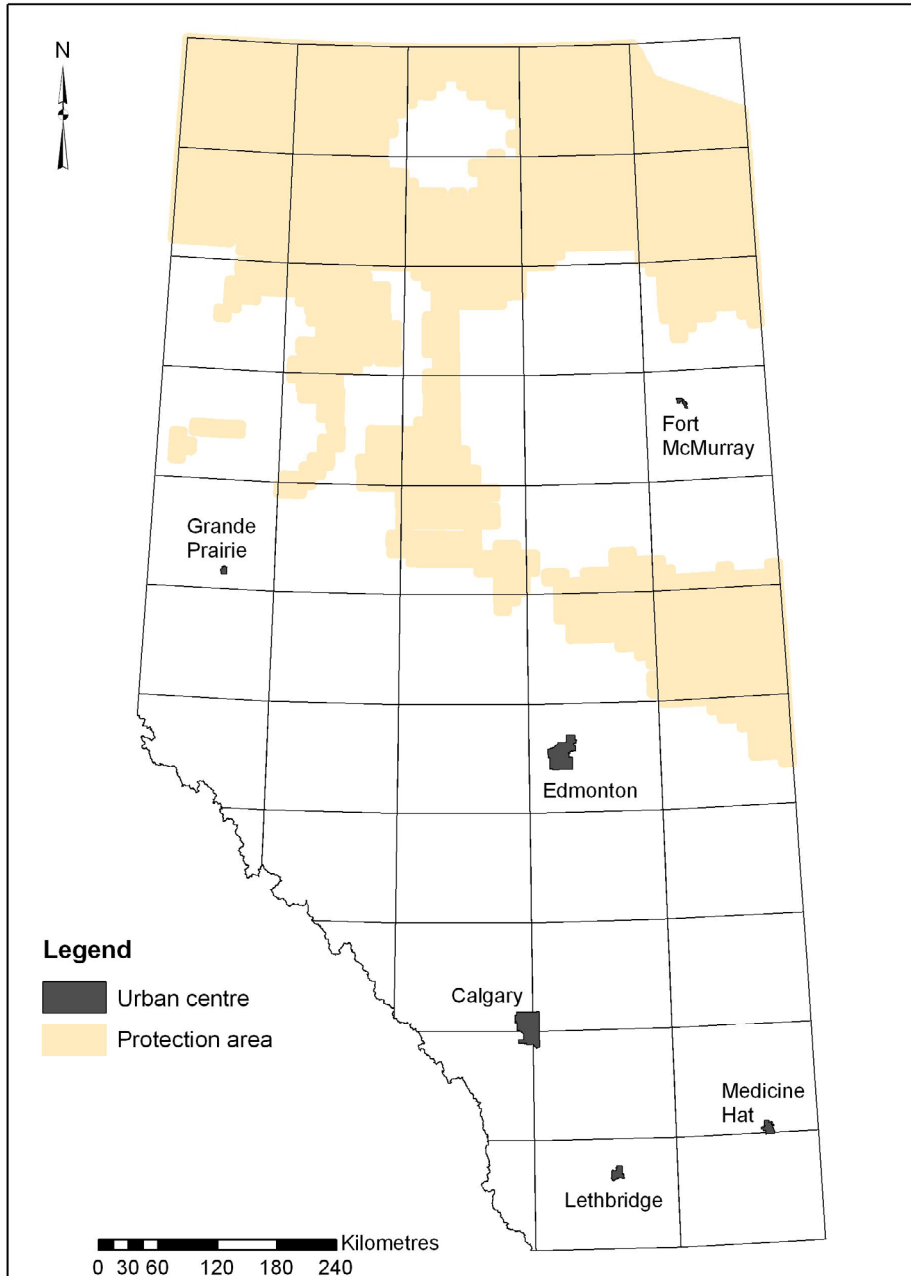 N
Fort
McMurray
Grande
Prairie
Edmonton
Legend
Urban centre
Protection area
Calgary
Medicine
Hat
Lethbridge
Kilometres
0 30 60 120 180 240